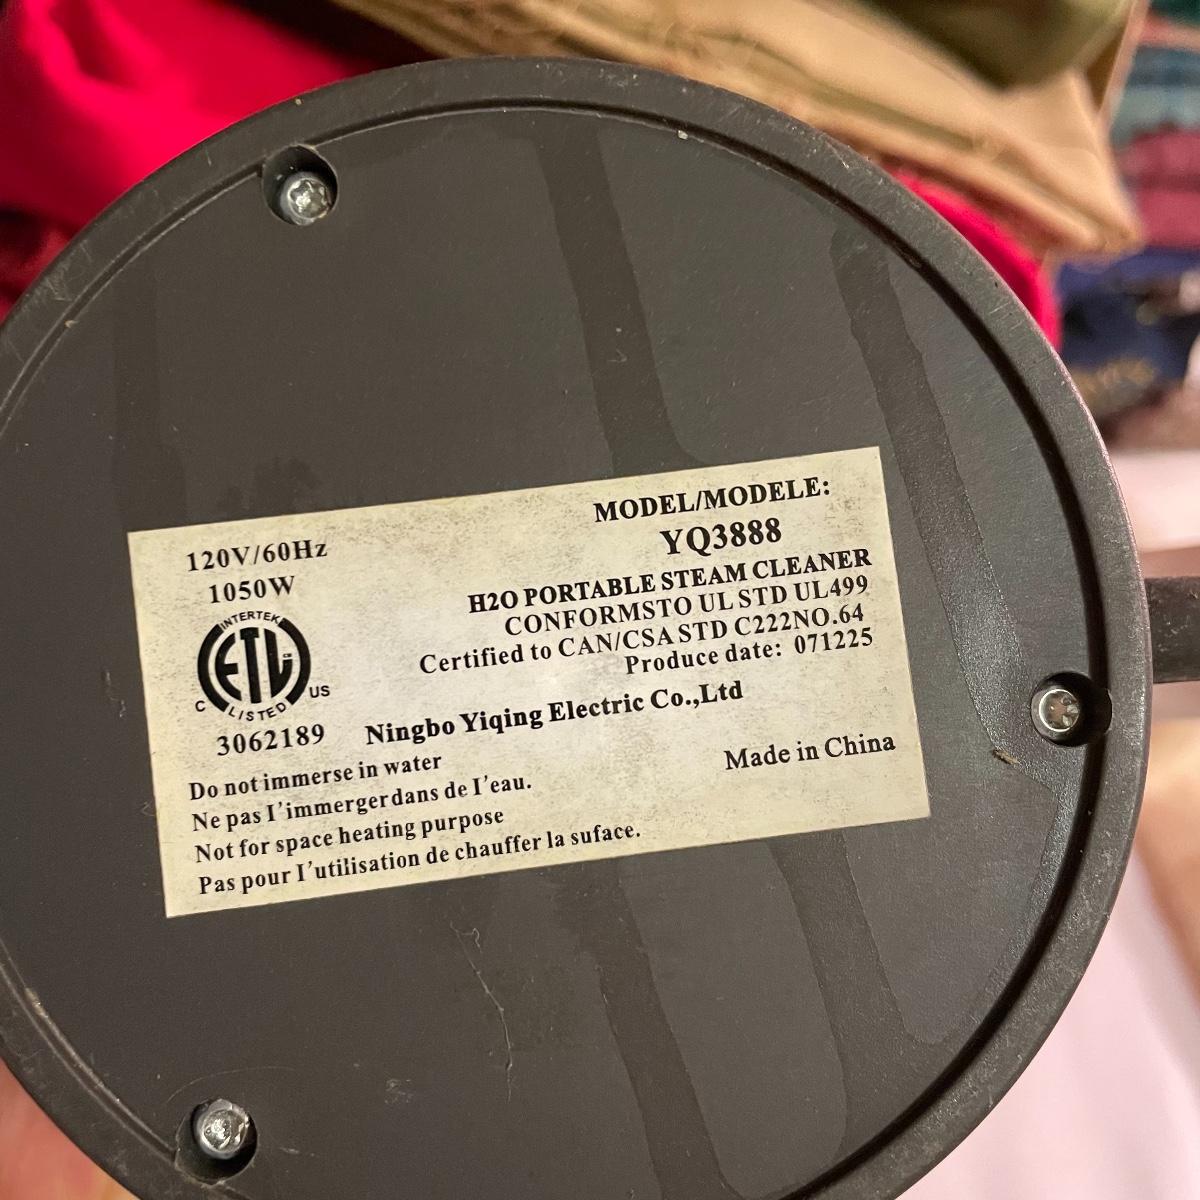 MODEL/MODELE:
120V/60Hz
YQ3888
1050W
H2O PORTABLE STEAM CLEANER
CONFORMSTO UL STD UL499
Certified to CAN/CSA STD C222NO.64
Produce date: 071225
INTERTEK
ETL
CM
C LISTED US
3062189
Ningbo Yiqing Electric Co.,Ltd
Made in China
Do not immerse in water
Ne pas I'immerger dans de I'eau.
Not for space heating purpose
Pas pour I'utilisation de chauffer la suface.